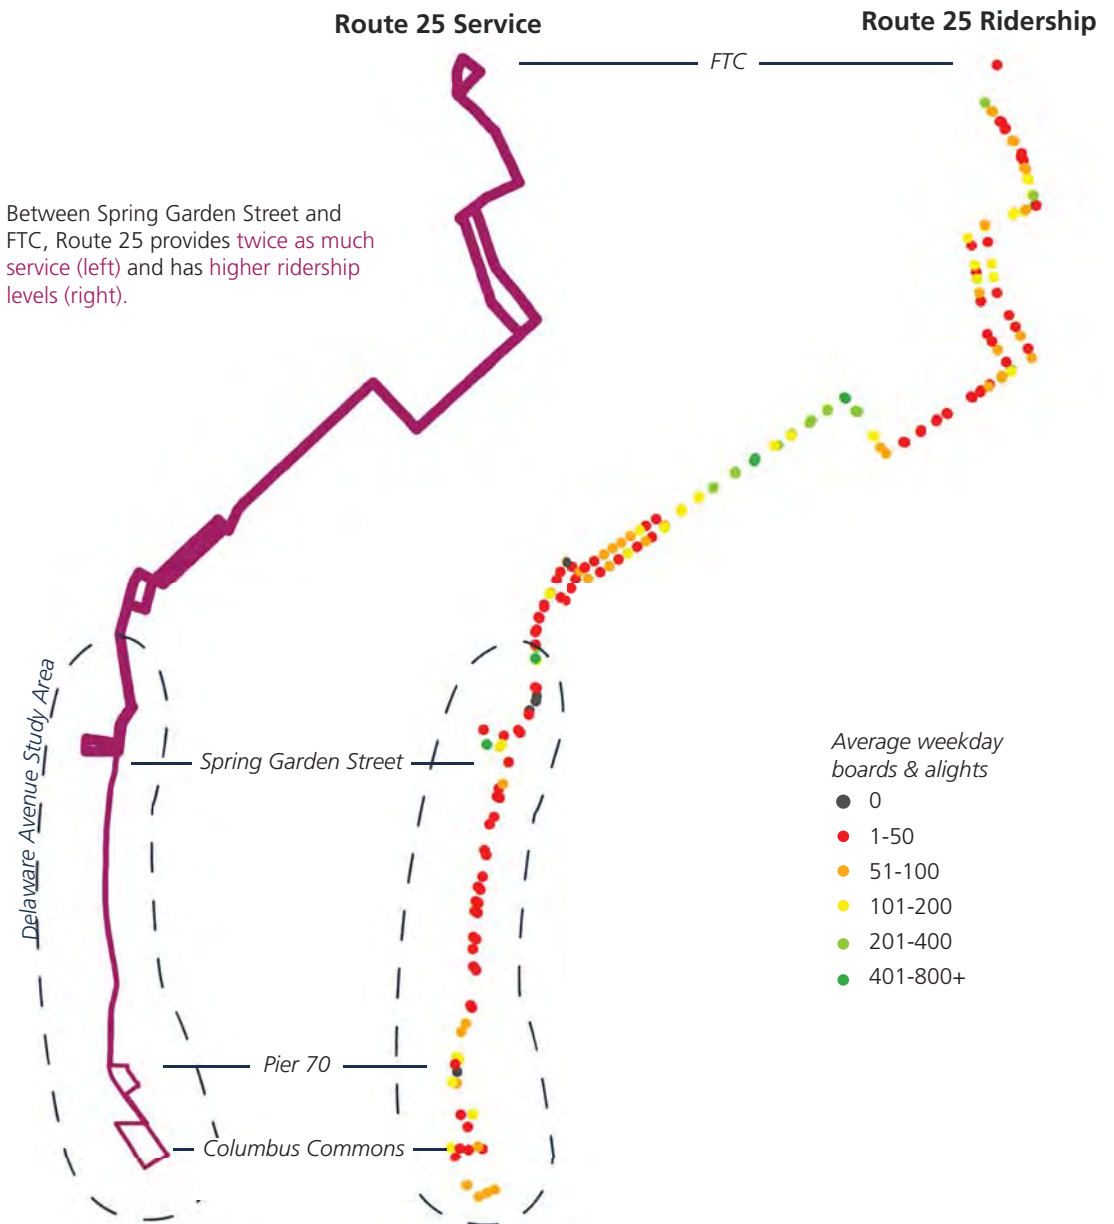 Route 25 Service
Route 25 Ridership
FTC
Between Spring Garden Street and
FTC, Route 25 provides twice as much
service (left) and has higher ridership
levels (right).
Delaware Avenue Study Area
Spring Garden Street
Average weekday
boards & alights
0
1-50
51-100
101-200
201-400
401-800+
Pier 70
Columbus Commons